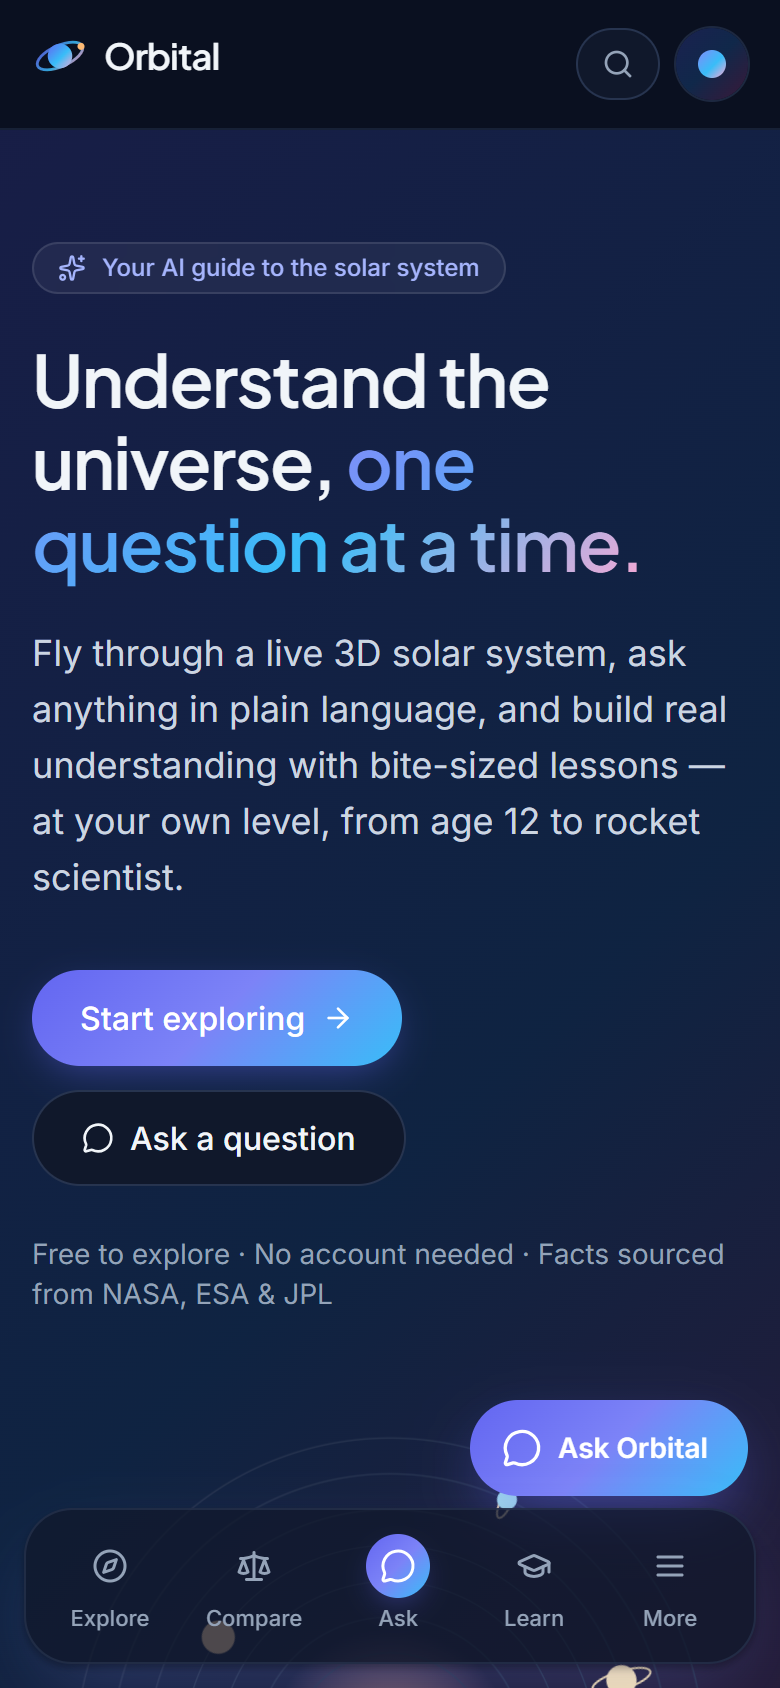 Orbital
Your AI guide to the solar system
Understand the
universe, one
question at a time.
Fly through a live 3D solar system, ask
anything in plain language, and build real
understanding with bite-sized lessons —
at your own level, from age 12 to rocket
scientist.
Start exploring
Ask a question
Free to explore · No account needed · Facts sourced
from NASA, ESA & JPL
Ask Orbital
Explore
Compare
Ask
Learn
More